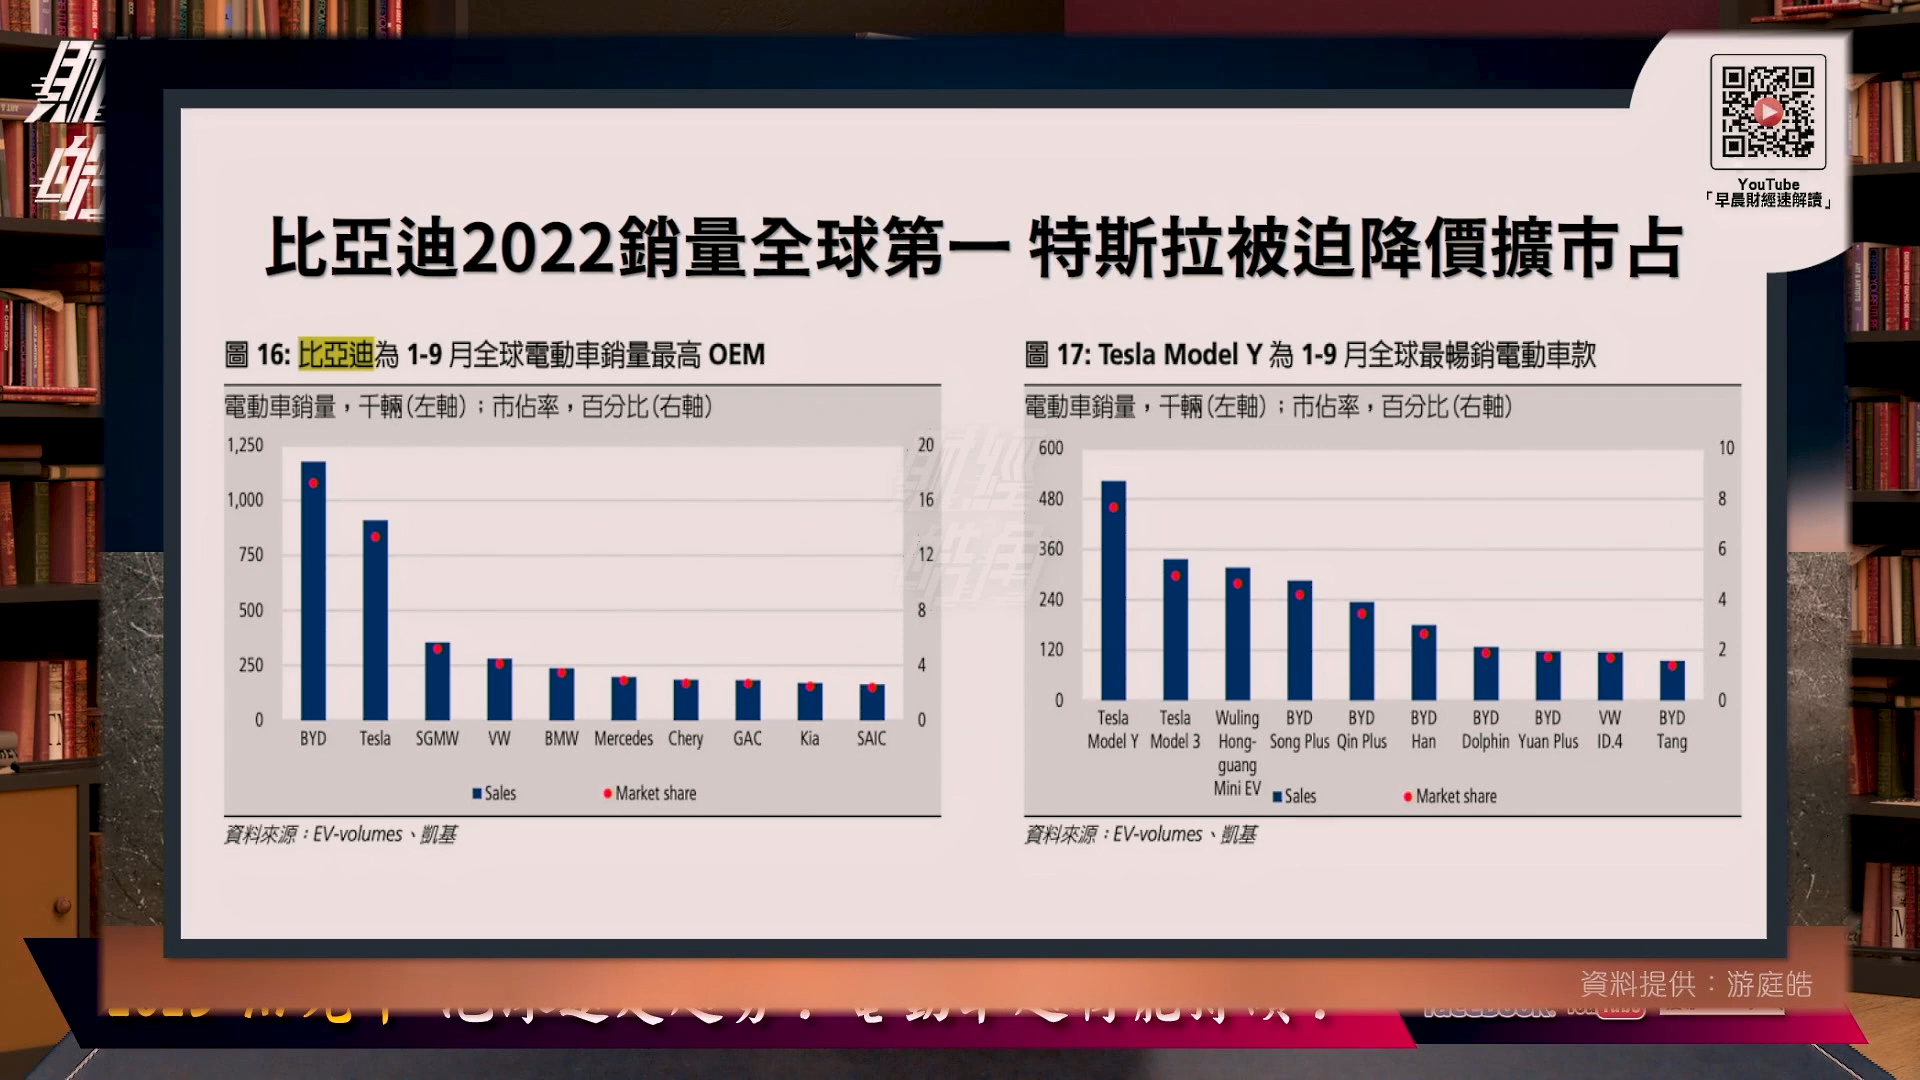 YouTube
「早晨財經速解讀」
比亞迪2022銷量全球第一 特斯拉被迫降價擴市占
圖 16: 比亞迪為 1-9 月全球電動車銷量最高 OEM
電動車銷量，千輛(左軸)；市佔率，百分比(右軸)
1,250
1,000
750
500
250
0
20
16
12
8
4
0
BYD
Tesla
SGMW
VW
BMW
Mercedes
Chery
GAC
Kia
SAIC
Sales
Market share
資料來源：EV-volumes、凱基
圖 17: Tesla Model Y 為 1-9 月全球最暢銷電動車款
電動車銷量，千輛(左軸)；市佔率，百分比(右軸)
600
480
360
240
120
0
10
8
6
4
2
0
Tesla
Model Y
Tesla
Model 3
Wuling
Hong-
guang
Mini EV
BYD
Song Plus
BYD
Qin Plus
BYD
Han
BYD
Dolphin
BYD
Yuan Plus
VW
ID.4
BYD
Tang
Sales
Market share
資料來源：EV-volumes、凱基
財經
皓角
資料提供：游庭皓